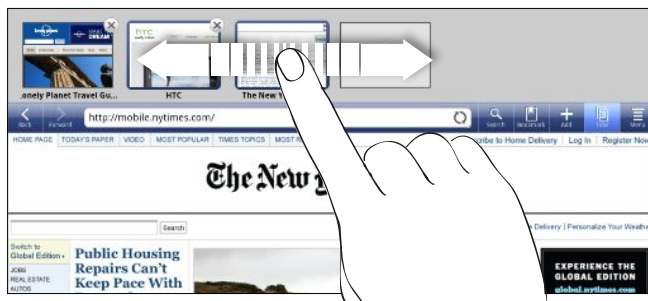 HTC
.onely Planet Travel Gu...
HTC
The New
Back
Forward
http://mobile.nytimes.com/
Search
Bookmark
Add
Menu
HOME PAGE
TODAY'S PAPER
VIDEO
MOST POPULAR
TIMES TOPICS
MOST
cribe to Home Delivery
Log In
Register Now
The New
Search
Delivery | Personalize Your Weathe
Switch to
Global Edition
JOBS
REAL ESTATE
AUTOS
Public Housing
Repairs Can't
Keep Pace With
EXPERIENCE THE
GLOBAL EDITION
global.nytimes.com